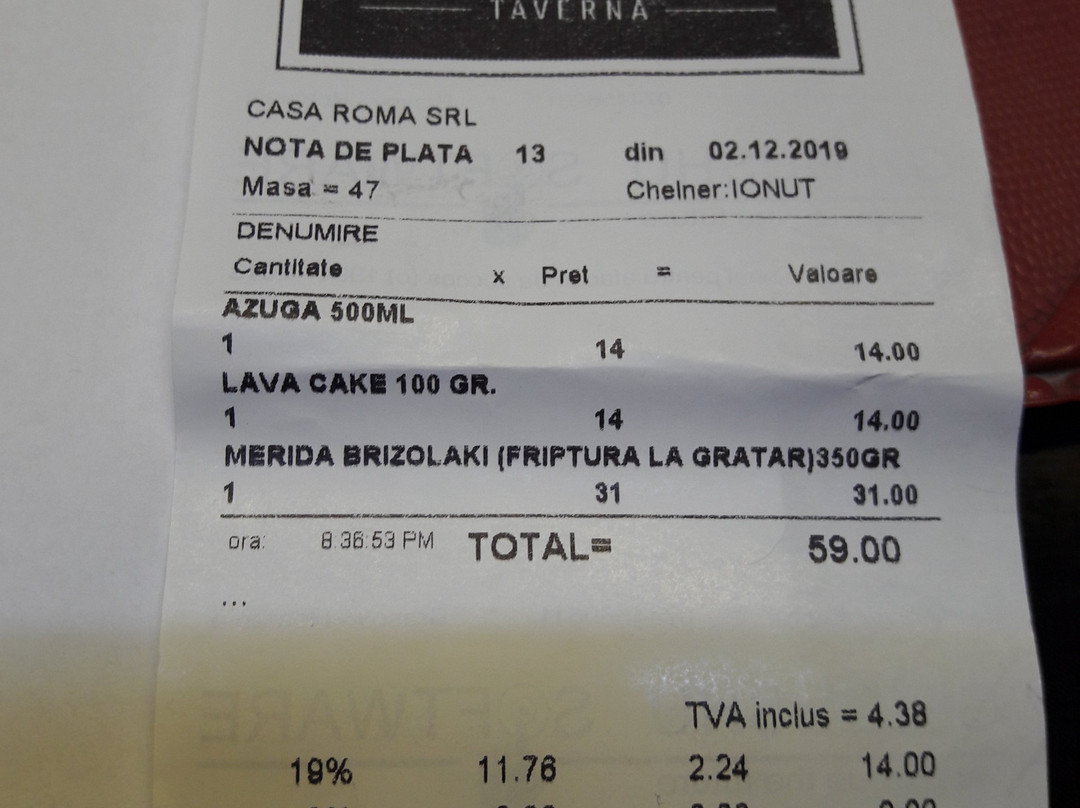 TAVERNA
CASA ROMA SRL
NOTA DE PLATA 13 din 02.12.2019
Masa = 47 Chelner:IONUT
DENUMIRE
Cantitate x Pret = Valoare
AZUGA 500ML
1 14 14.00
LAVA CAKE 100 GR.
1 14 14.00
MERIDA BRIZOLAKI (FRIPTURA LA GRATAR)350GR
1 31 31.00
ora: 8:36:53 PM TOTAL= 59.00
...
TVA inclus = 4.38
19% 11.76 2.24 14.00